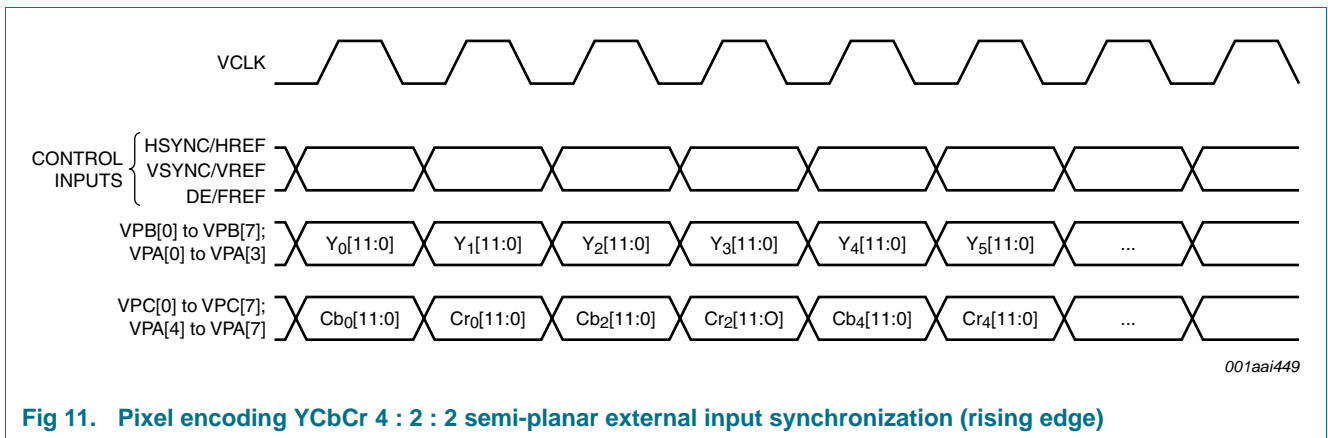 VCLK
CONTROL
INPUTS
HSYNC/HREF
VSYNC/VREF
DE/FREF
VPB[0] to VPB[7];
VPA[0] to VPA[3]
Y0[11:0] Y1[11:0] Y2[11:0] Y3[11:0] Y4[11:0] Y5[11:0] ...
VPC[0] to VPC[7];
VPA[4] to VPA[7]
Cb0[11:0] Cr0[11:0] Cb2[11:0] Cr2[11:O] Cb4[11:0] Cr4[11:0] ...
001aai449
Fig 11. Pixel encoding YCbCr 4 : 2 : 2 semi-planar external input synchronization (rising edge)